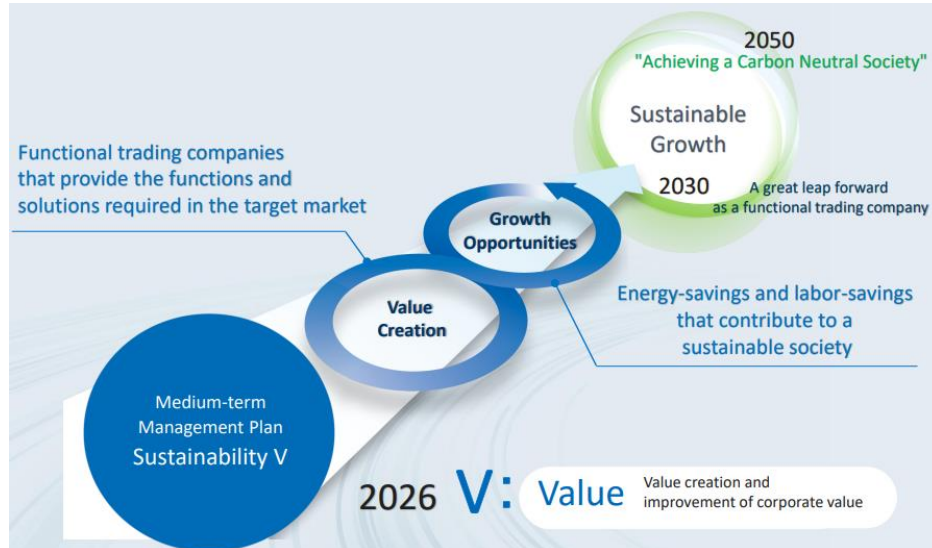 2050
"Achieving a Carbon Neutral Society"
Sustainable
Growth
2030
A great leap forward
as a functional trading company
Functional trading companies
that provide the functions and
solutions required in the target market
Growth
Opportunities
Value
Creation
Energy-savings and labor-savings
that contribute to a
sustainable society
Medium-term
Management Plan
Sustainability V
2026 V: Value
Value creation and
improvement of corporate value